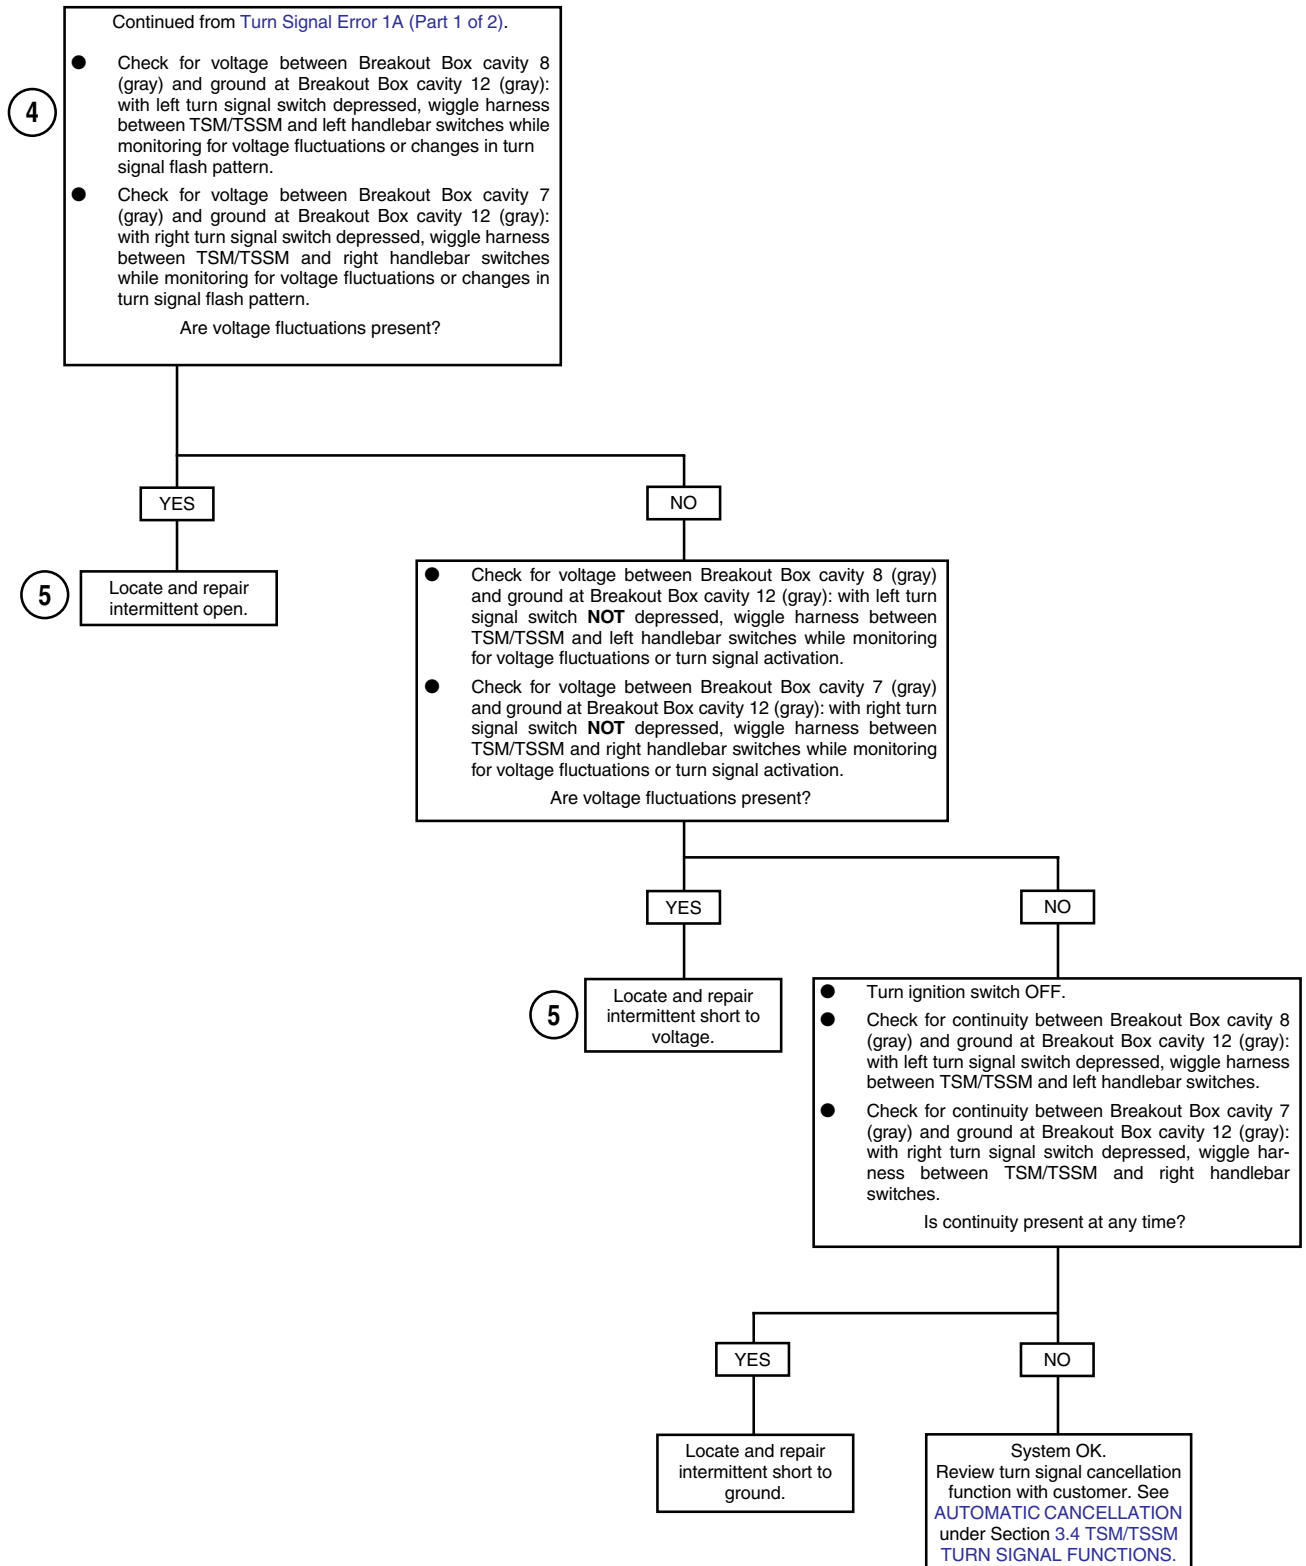 Continued from Turn Signal Error 1A (Part 1 of 2).
4
● Check for voltage between Breakout Box cavity 8
(gray) and ground at Breakout Box cavity 12 (gray):
with left turn signal switch depressed, wiggle harness
between TSM/TSSM and left handlebar switches while
monitoring for voltage fluctuations or changes in turn
signal flash pattern.
● Check for voltage between Breakout Box cavity 7
(gray) and ground at Breakout Box cavity 12 (gray):
with right turn signal switch depressed, wiggle harness
between TSM/TSSM and right handlebar switches
while monitoring for voltage fluctuations or changes in
turn signal flash pattern.
Are voltage fluctuations present?
YES
NO
5
Locate and repair
intermittent open.
● Check for voltage between Breakout Box cavity 8 (gray)
and ground at Breakout Box cavity 12 (gray): with left turn
signal switch NOT depressed, wiggle harness between
TSM/TSSM and left handlebar switches while monitoring
for voltage fluctuations or turn signal activation.
● Check for voltage between Breakout Box cavity 7 (gray)
and ground at Breakout Box cavity 12 (gray): with right turn
signal switch NOT depressed, wiggle harness between
TSM/TSSM and right handlebar switches while monitoring
for voltage fluctuations or turn signal activation.
Are voltage fluctuations present?
YES
NO
5
Locate and repair
intermittent short to
voltage.
● Turn ignition switch OFF.
● Check for continuity between Breakout Box cavity 8
(gray) and ground at Breakout Box cavity 12 (gray):
with left turn signal switch depressed, wiggle harness
between TSM/TSSM and left handlebar switches.
● Check for continuity between Breakout Box cavity 7
(gray) and ground at Breakout Box cavity 12 (gray):
with right turn signal switch depressed, wiggle har-
ness between TSM/TSSM and right handlebar
switches.
Is continuity present at any time?
YES
NO
Locate and repair
intermittent short to
ground.
System OK.
Review turn signal cancellation
function with customer. See
AUTOMATIC CANCELLATION
under Section 3.4 TSM/TSSM
TURN SIGNAL FUNCTIONS.